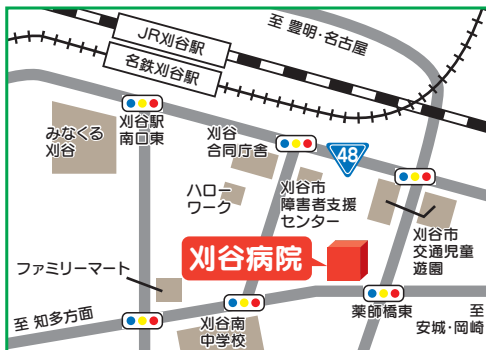 JR刈谷駅
名鉄刈谷駅
至 豊明・名古屋
みなくる
刈谷
刈谷駅
南口東
刈谷
合同庁舎
48
ハロー
ワーク
刈谷市
障害者支援
センター
刈谷市
交通児童
遊園
刈谷病院
ファミリーマート
至 知多方面
刈谷南
中学校
薬師橋東
至
安城・岡崎